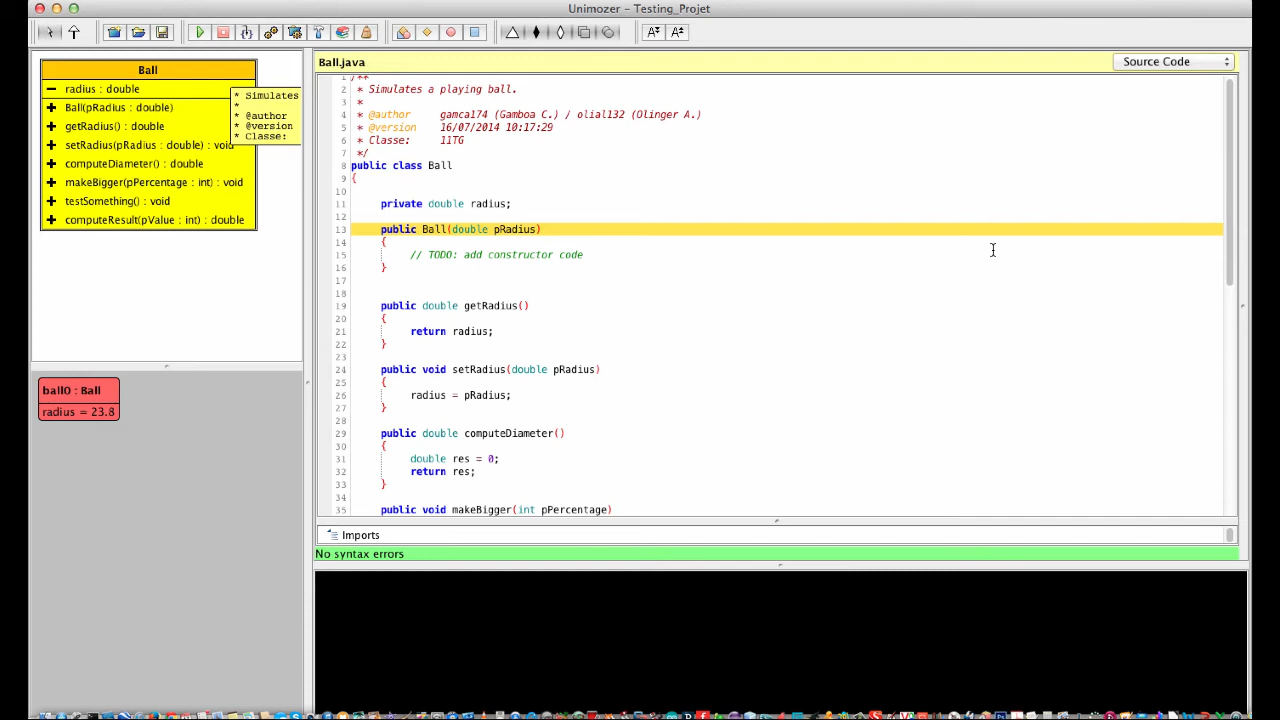 Unimozer - Testing_Projet
Ball
radius : double
Ball(pRadius : double)
getRadius() : double
setRadius(pRadius : double) : void
computeDiameter() : double
makeBigger(pPercentage : int) : void
testSomething() : void
computeResult(pValue : int) : double
* Simulates
*
* @author
* @version
* Classe:
ball0 : Ball
radius = 23.8
Ball.java
Source Code
1 /**
2 * Simulates a playing ball.
3 *
4 * @author gamca174 (Gamboa C.) / olial132 (Olinger A.)
5 * @version 16/07/2014 10:17:29
6 * Classe: 11TG
7 */
8 public class Ball
9 {
10
11 private double radius;
12
13 public Ball(double pRadius)
14 {
15 // TODO: add constructor code
16 }
17
18
19 public double getRadius()
20 {
21 return radius;
22 }
23
24 public void setRadius(double pRadius)
25 {
26 radius = pRadius;
27 }
28
29 public double computeDiameter()
30 {
31 double res = 0;
32 return res;
33 }
34
35 public void makeBigger(int pPercentage)
Imports
No syntax errors